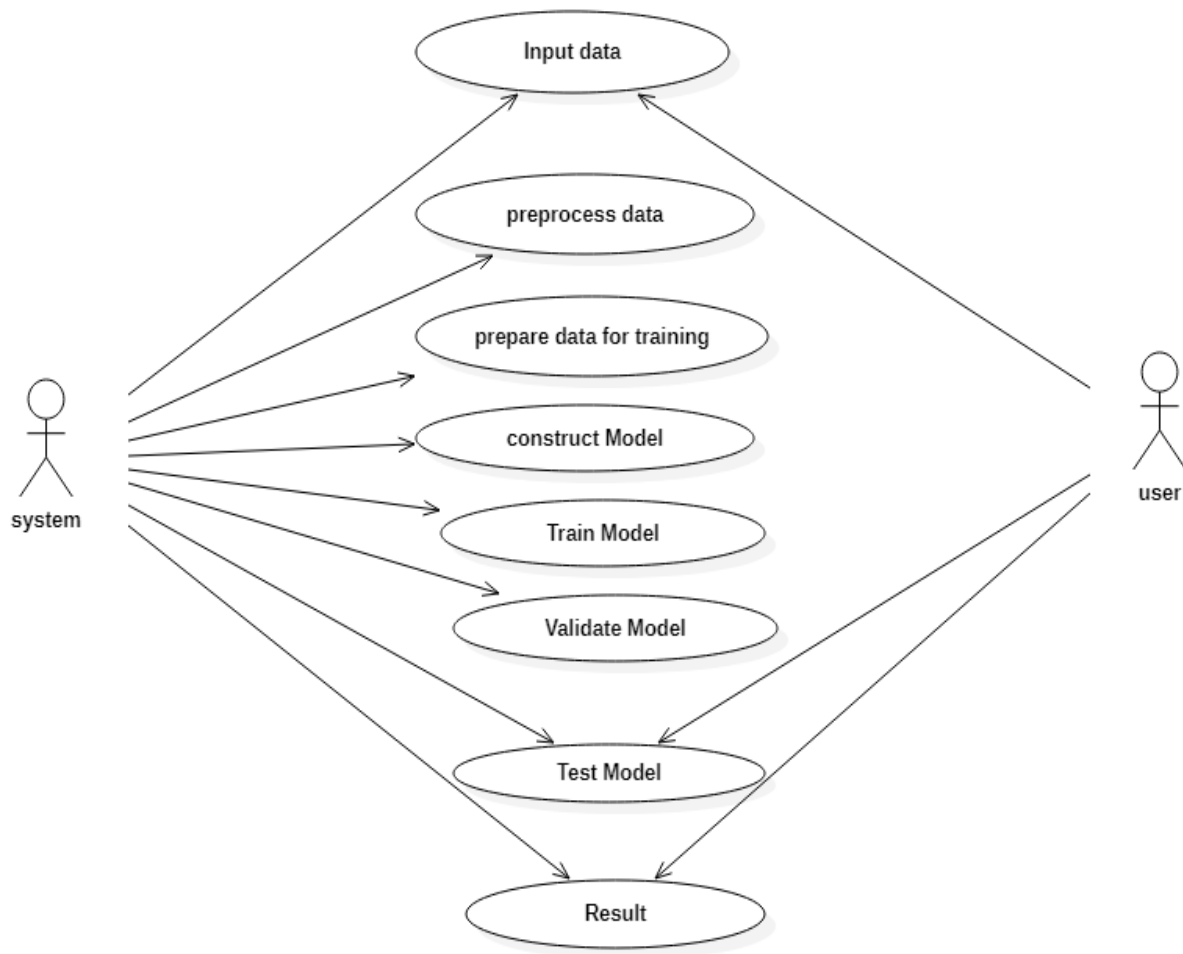 Input data
preprocess data
prepare data for training
construct Model
system
user
Train Model
Validate Model
Test Model
Result